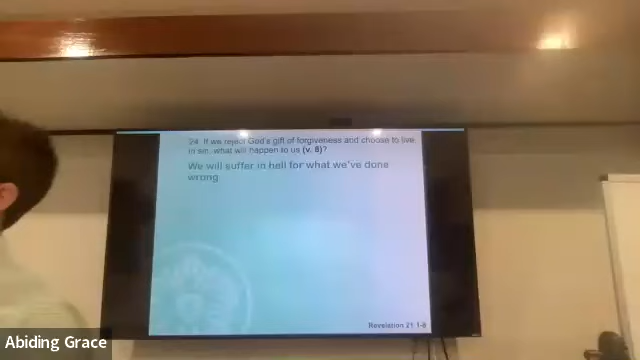 24. If we reject God's gift of forgiveness and choose to live
in sin, what will happen to us (v. 8)?
We will suffer in hell for what we've done
wrong
Revelation 21:1-8
Abiding Grace